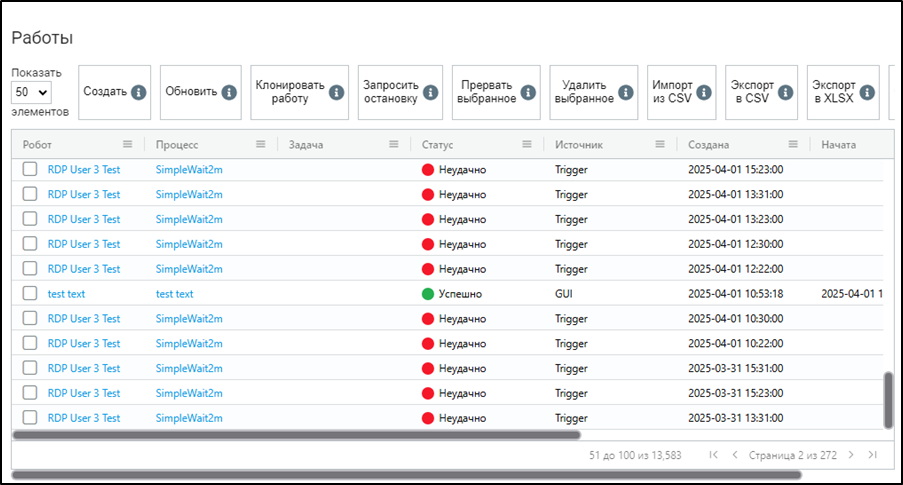 Работы
Показать
50
элементов
Создать
Обновить
Клонировать
работу
Запросить
остановку
Прервать
выбранное
Удалить
выбранное
Импорт
из CSV
Экспорт
в CSV
Экспорт
в XLSX
Робот Процесс Задача Статус Источник Создана Начата
RDP User 3 Test SimpleWait2m Неудачно Trigger 2025-04-01 15:23:00
RDP User 3 Test SimpleWait2m Неудачно Trigger 2025-04-01 13:31:00
RDP User 3 Test SimpleWait2m Неудачно Trigger 2025-04-01 13:23:00
RDP User 3 Test SimpleWait2m Неудачно Trigger 2025-04-01 12:30:00
RDP User 3 Test SimpleWait2m Неудачно Trigger 2025-04-01 12:22:00
test text test text Успешно GUI 2025-04-01 10:53:18 2025-04-01 1
RDP User 3 Test SimpleWait2m Неудачно Trigger 2025-04-01 10:30:00
RDP User 3 Test SimpleWait2m Неудачно Trigger 2025-04-01 10:22:00
RDP User 3 Test SimpleWait2m Неудачно Trigger 2025-03-31 15:31:00
RDP User 3 Test SimpleWait2m Неудачно Trigger 2025-03-31 15:23:00
RDP User 3 Test SimpleWait2m Неудачно Trigger 2025-03-31 13:31:00
51 до 100 из 13,583 Страница 2 из 272